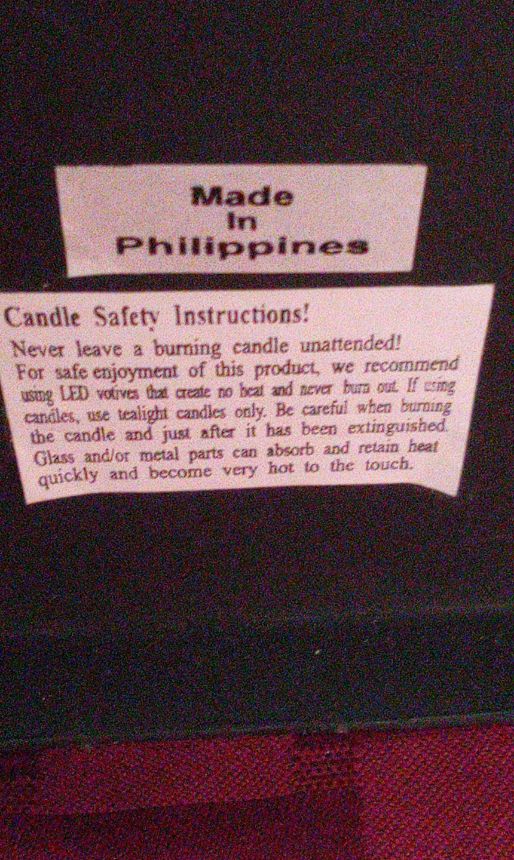 Made
In
Philippines
Candle Safety Instructions!
Never leave a burning candle unattended!
For safe enjoyment of this product, we recommend
using LED votives that create no heat and never burn out. If using
candles, use tealight candles only. Be careful when burning
the candle and just after it has been extinguished.
Glass and/or metal parts can absorb and retain heat
quickly and become very hot to the touch.